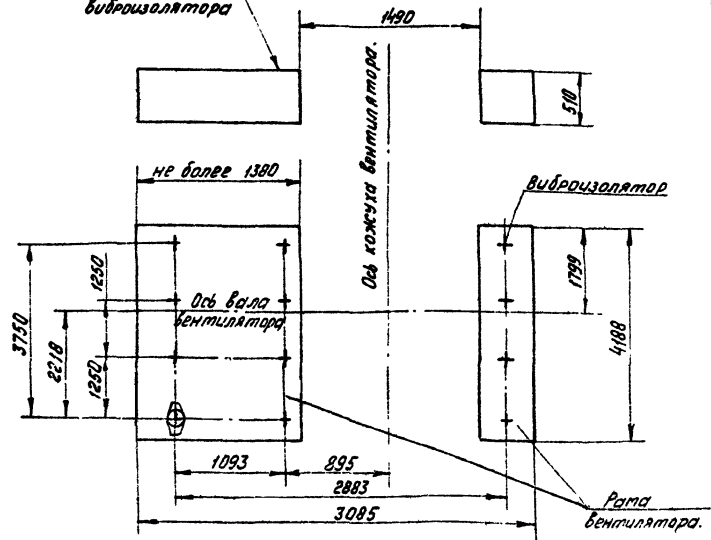 виброизолятора
1490
Ось кожуха вентилятора.
510
не более 1380
Виброизолятор
1250
3750
2218
1250
Ось вала
вентилятора
1799
4188
1093
895
2883
3085
Рама
вентилятора.